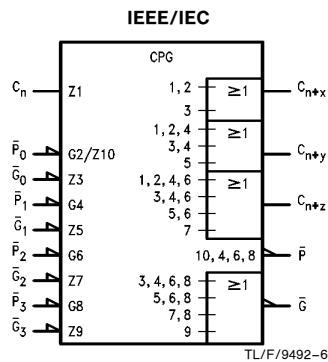 IEEE/IEC
CPG
Cn Z1 1,2 ≥1 Cn+x
3
1,2,4 ≥1
P̄0 G2/Z10 3,4 Cn+y
Ḡ0 Z3 5
P̄1 G4 1,2,4,6 ≥1
Ḡ1 Z5 3,4,6 Cn+z
P̄2 G6 5,6
Ḡ2 Z7 7
P̄3 G8 10,4,6,8 P̄
Ḡ3 Z9 3,4,6,8 ≥1
5,6,8 Ḡ
7,8
9
TL/F/9492–6